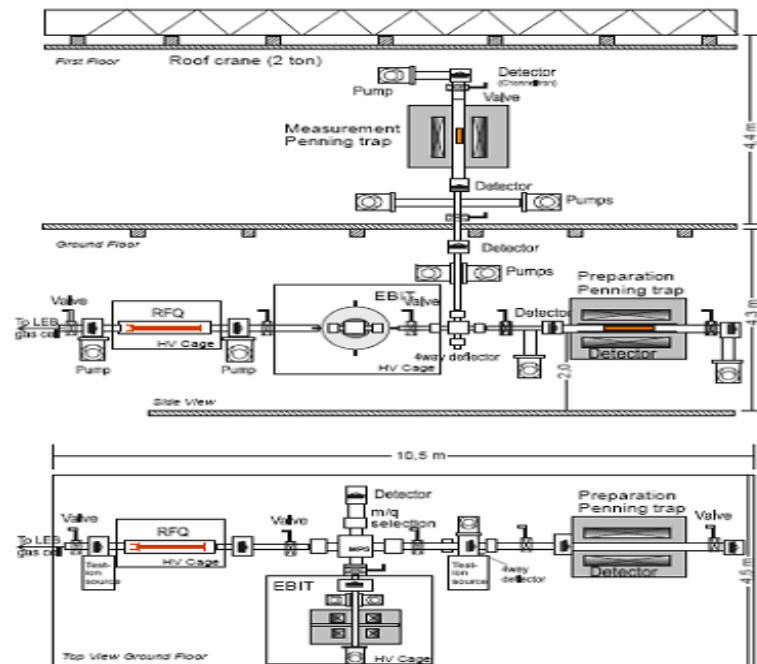 First Floor
Roof crane (2 ton)
Detector
(Channeltron)
Pump
Valve
Measurement
Penning trap
4,4 m
Detector
Pumps
Ground Floor
Detector
Pumps
Preparation
Penning trap
EBIT
Valve
RFQ
Valve
Detector
To LEB
gas cell
HV Cage
4way deflector
Detector
4,3 m
Pump
Pump
HV Cage
2,0
Side View
10,5 m
Detector
m/q
selection
Preparation
Penning trap
Valve
RFQ
Valve
Valve
To LEB
gas cell
MPS
HV Cage
Test-
ion
source
Test-ion
source
4way
deflector
Detector
EBIT
4,5 m
HV Cage
Top View Ground Floor